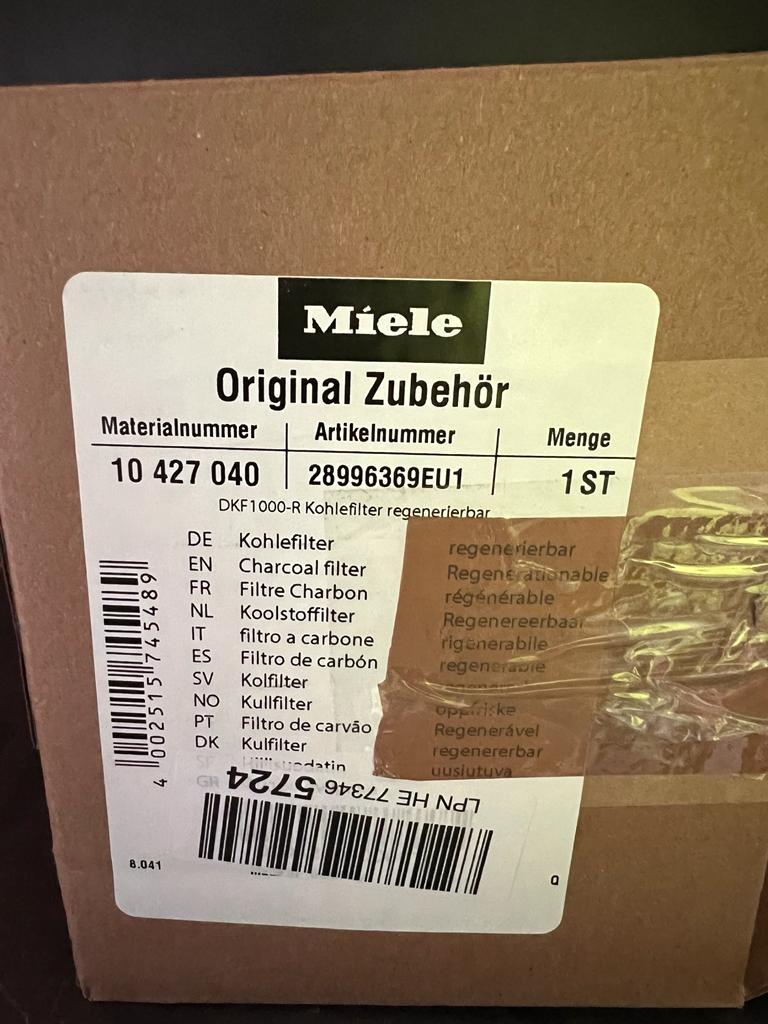 Miele
Original Zubehör
Materialnummer Artikelnummer Menge
10 427 040 28996369EU1 1 ST
DKF1000-R Kohlefilter regenerierbar
DE Kohlefilter regenerierbar
EN Charcoal filter Regenerationable
FR Filtre Charbon régénérable
NL Koolstoffilter Regenereerbaar
IT filtro a carbone rigenerabile
ES Filtro de carbón regenerable
SV Kolfilter
NO Kullfilter oppfriske
PT Filtro de carvão Regenerável
DK Kulfilter regenererbar
SF uusiutuva
GR
4 002515 745489
LPN HE 77346 5724
8.041
Q